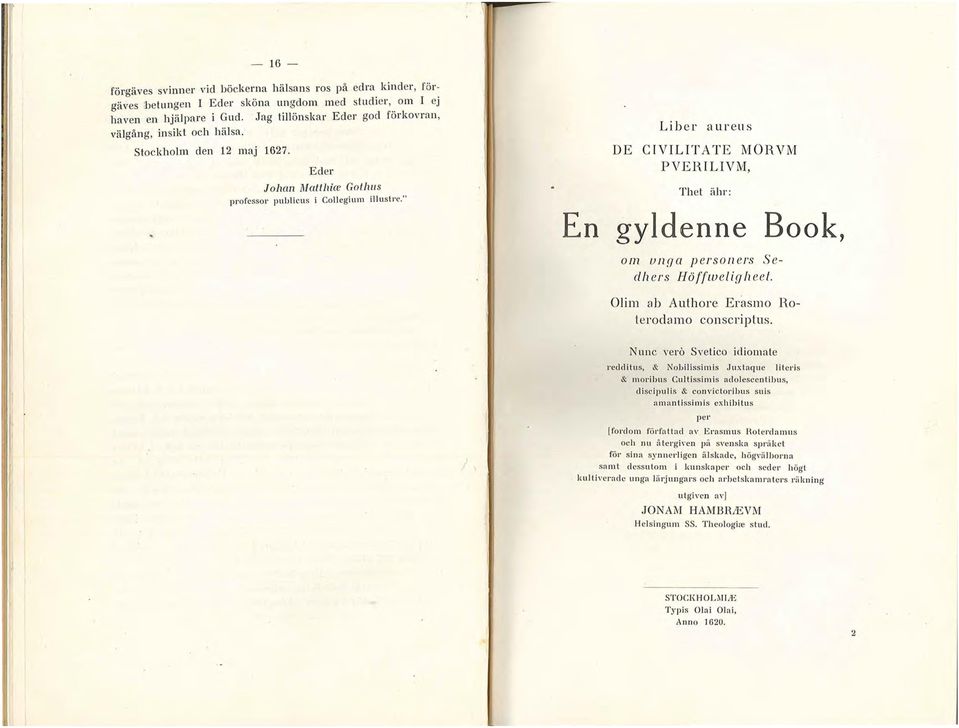 — 16 —
förgäves svinner vid böckerna hälsans ros på edra kinder, för-
gäves betungen I Eder sköna ungdom med studier, om I ej
haven en hjälpare i Gud. Jag tillönskar Eder god förkovran,
välgång, insikt och hälsa.
Stockholm den 12 maj 1627.
Eder
Johan Matthiæ Gothus
professor publicus i Collegium illustre."
Liber aureus
DE CIVILITATE MORVM
PVERILIVM,
Thet ähr:
En gyldenne Book,
om vnga personers Se-
dhers Höffweligheet.
Olim ab Authore Erasmo Ro-
terodamo conscriptus.
Nunc verò Svetico idiomate
redditus, & Nobilissimis Juxtaque literis
& moribus Cultissimis adolescentibus,
discipulis & convictoribus suis
amantissimis exhibitus
per
[fordom författad av Erasmus Roterdamus
och nu återgiven på svenska språket
för sina synnerligen älskade, högvälborna
samt dessutom i kunskaper och seder högt
kultiverade unga lärjungars och arbetskamraters räkning
utgiven av]
JONAM HAMBRÆVM
Helsingum SS. Theologiæ stud.
STOCKHOLMIÆ
Typis Olai Olai,
Anno 1620.
2